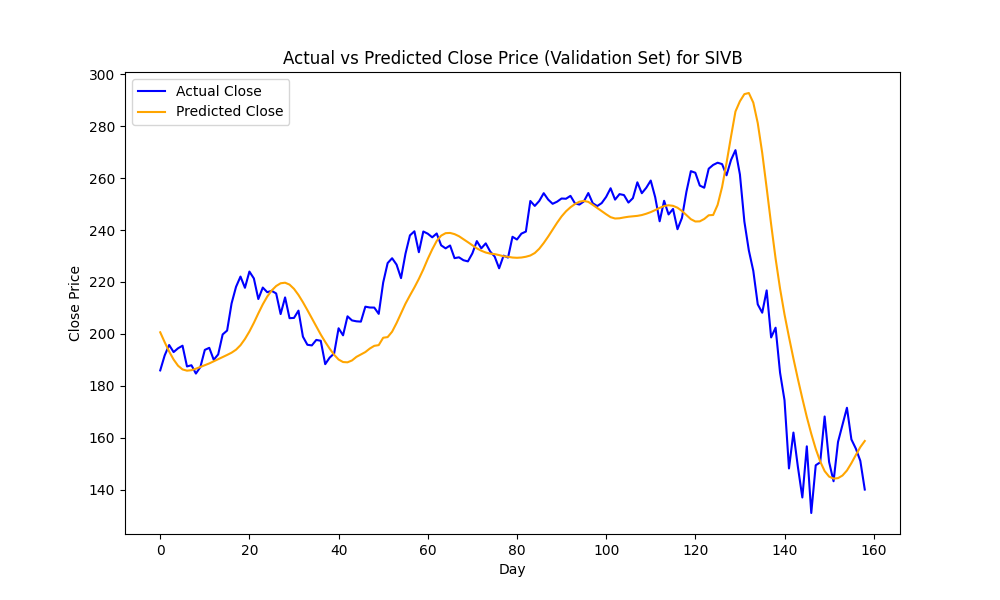 Actual vs Predicted Close Price (Validation Set) for SIVB
Actual Close
Predicted Close
Close Price
300
280
260
240
220
200
180
160
140
0 20 40 60 80 100 120 140 160
Day